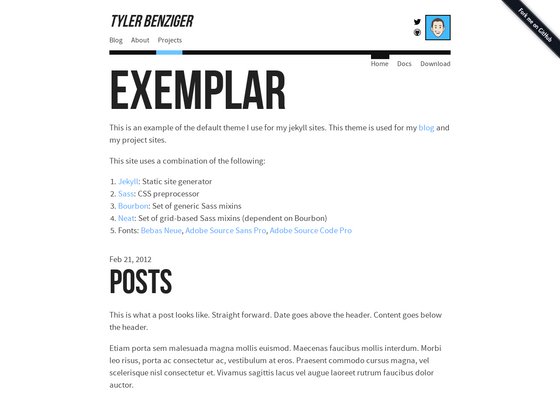 TYLER BENZIGER
Blog About Projects
Fork me on GitHub
Home Docs Download
EXEMPLAR
This is an example of the default theme I use for my jekyll sites. This theme is used for my blog and
my project sites.
This site uses a combination of the following:
1. Jekyll: Static site generator
2. Sass: CSS preprocessor
3. Bourbon: Set of generic Sass mixins
4. Neat: Set of grid-based Sass mixins (dependent on Bourbon)
5. Fonts: Bebas Neue, Adobe Source Sans Pro, Adobe Source Code Pro
Feb 21, 2012
POSTS
This is what a post looks like. Straight forward. Date goes above the header. Content goes below
the header.
Etiam porta sem malesuada magna mollis euismod. Maecenas faucibus mollis interdum. Morbi
leo risus, porta ac consectetur ac, vestibulum at eros. Praesent commodo cursus magna, vel
scelerisque nisl consectetur et. Vivamus sagittis lacus vel augue laoreet rutrum faucibus dolor
auctor.